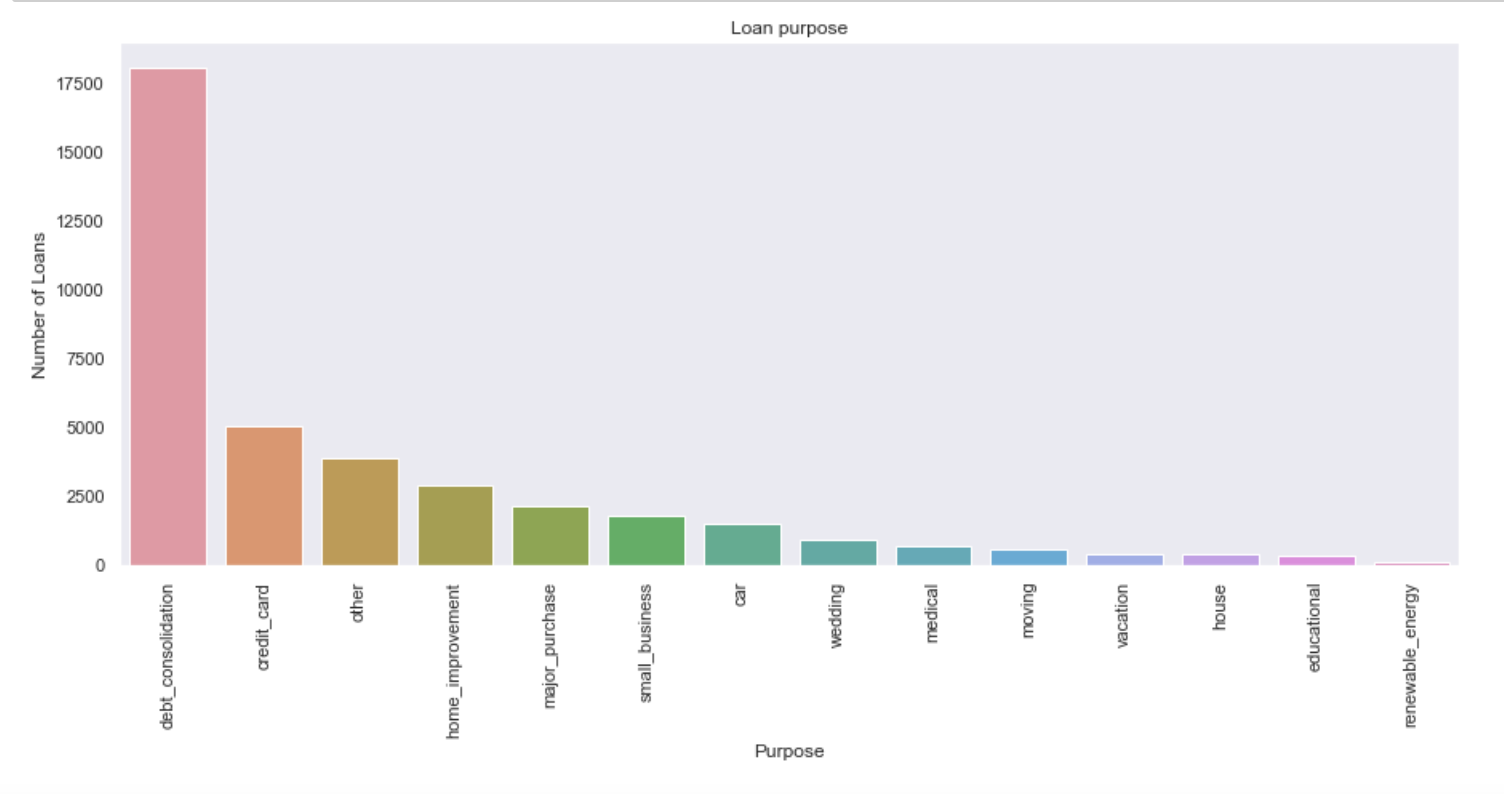 Loan purpose
17500
15000
12500
10000
7500
5000
2500
0
Number of Loans
debt_consolidation
credit_card
other
home_improvement
major_purchase
small_business
car
wedding
medical
moving
vacation
house
educational
renewable_energy
Purpose